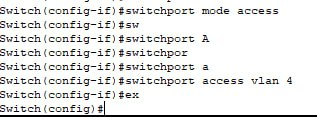 Switch(config-if)#switchport mode access
Switch(config-if)#sw
Switch(config-if)#switchport A
Switch(config-if)#switchpor
Switch(config-if)#switchport a
Switch(config-if)#switchport access vlan 4
Switch(config-if)#ex
Switch(config)#